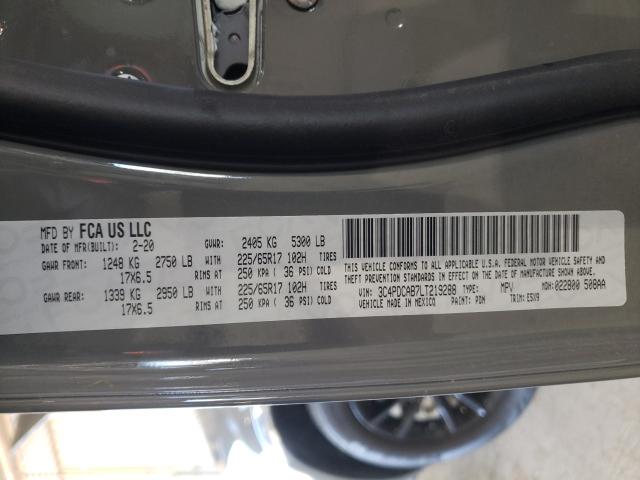 MFD BY FCA US LLC
DATE OF MFR(BUILT): 2-20 GVWR: 2405 KG 5300 LB
GAWR FRONT: 1248 KG 2750 LB WITH 225/65R17 102H TIRES
17X6.5 RIMS AT 250 KPA ( 36 PSI) COLD
GAWR REAR: 1339 KG 2950 LB WITH 225/65R17 102H TIRES
17X6.5 RIMS AT 250 KPA ( 36 PSI) COLD
THIS VEHICLE CONFORMS TO ALL APPLICABLE U.S.A. FEDERAL MOTOR VEHICLE SAFETY AND
THEFT PREVENTION STANDARDS IN EFFECT ON THE DATE OF MANUFACTURE SHOWN ABOVE.
VIN: 3C4PDCAB7LT219288 TYPE: MPV MDH: 022800 508AA
VEHICLE MADE IN MEXICO PAINT: PDN TRIM: E5X9